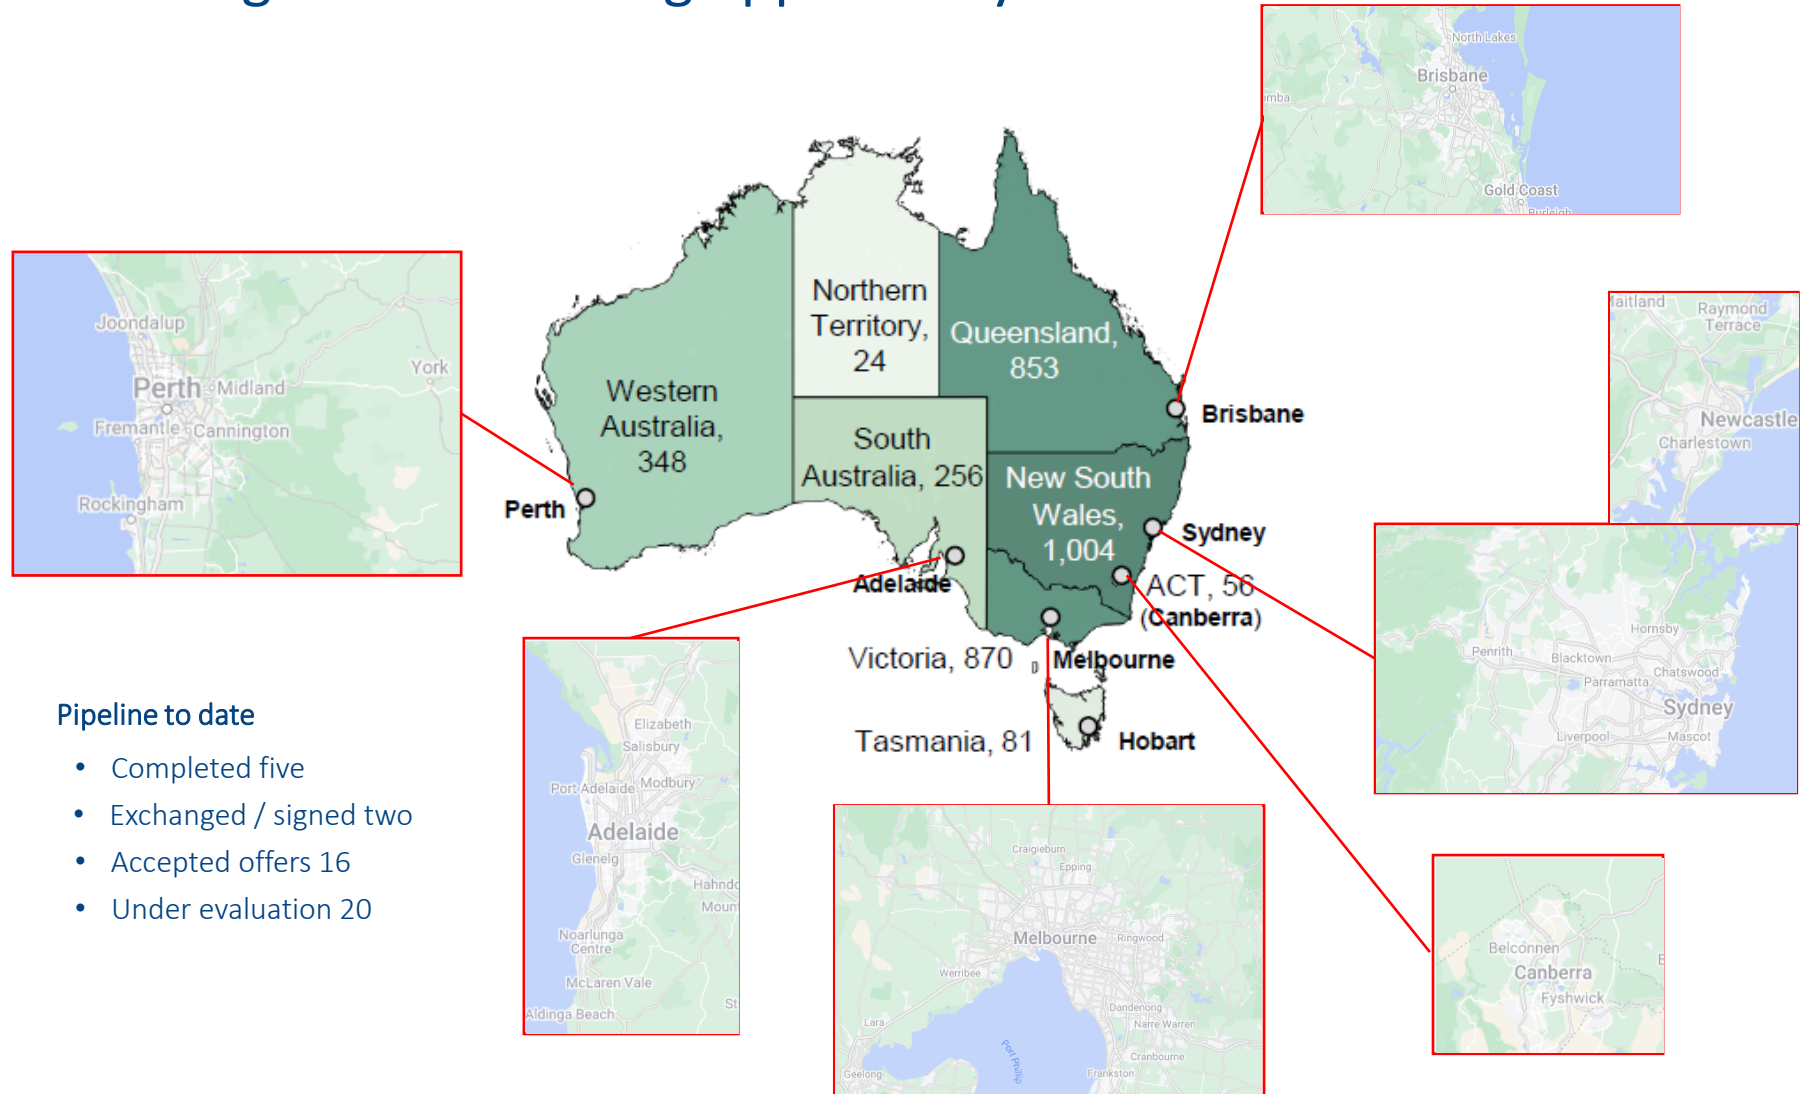 North Lakes
Brisbane
Gold Coast
Northern
Territory,
24
Queensland,
853
Western
Australia,
348
South
Australia, 256
New South
Wales,
1,004
Brisbane
Perth
Sydney
Adelaide
ACT, 56
(Canberra)
Victoria, 870
Melbourne
Tasmania, 81
Hobart
Joondalup
York
Perth
Midland
Fremantle
Cannington
Rockingham
Raymond
Terrace
Newcastle
Charlestown
Hornsby
Penrith
Blacktown
Chatswood
Parramatta
Sydney
Liverpool
Mascot
Pipeline to date
• Completed five
• Exchanged / signed two
• Accepted offers 16
• Under evaluation 20
Elizabeth
Salisbury
Port Adelaide
Modbury
Adelaide
Glenelg
Noarlunga
Centre
McLaren Vale
Aldinga Beach
Craigieburn
Epping
Melbourne
Ringwood
Werribee
Dandenong
Lara
Narre Warren
Port Phillip
Cranbourne
Geelong
Frankston
Belconnen
Canberra
Fyshwick